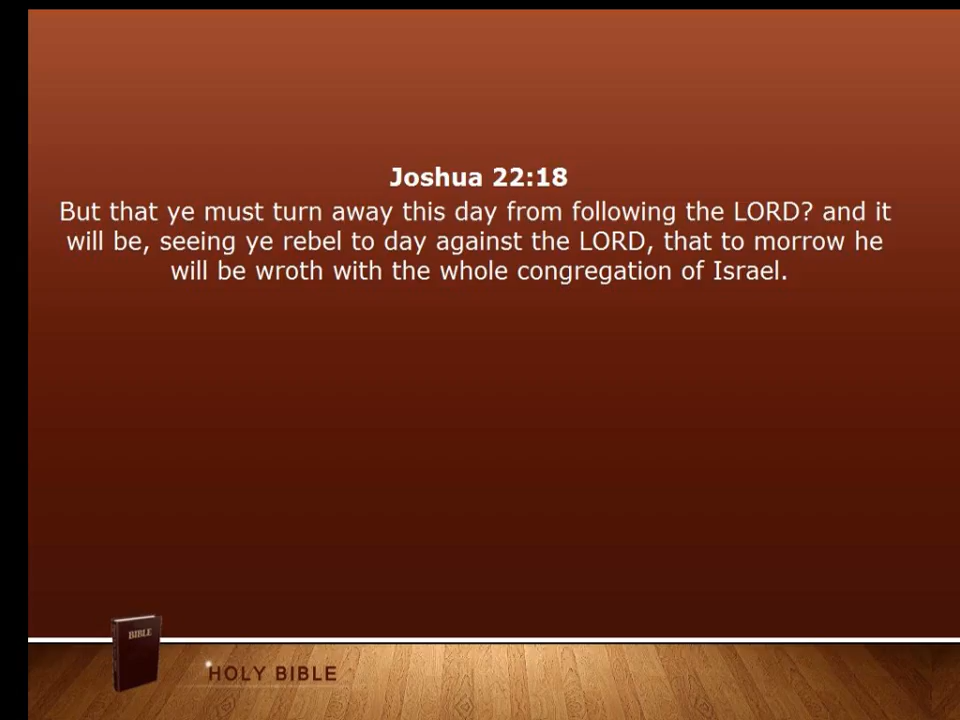 Joshua 22:18
But that ye must turn away this day from following the LORD? and it
will be, seeing ye rebel to day against the LORD, that to morrow he
will be wroth with the whole congregation of Israel.
BIBLE
HOLY BIBLE